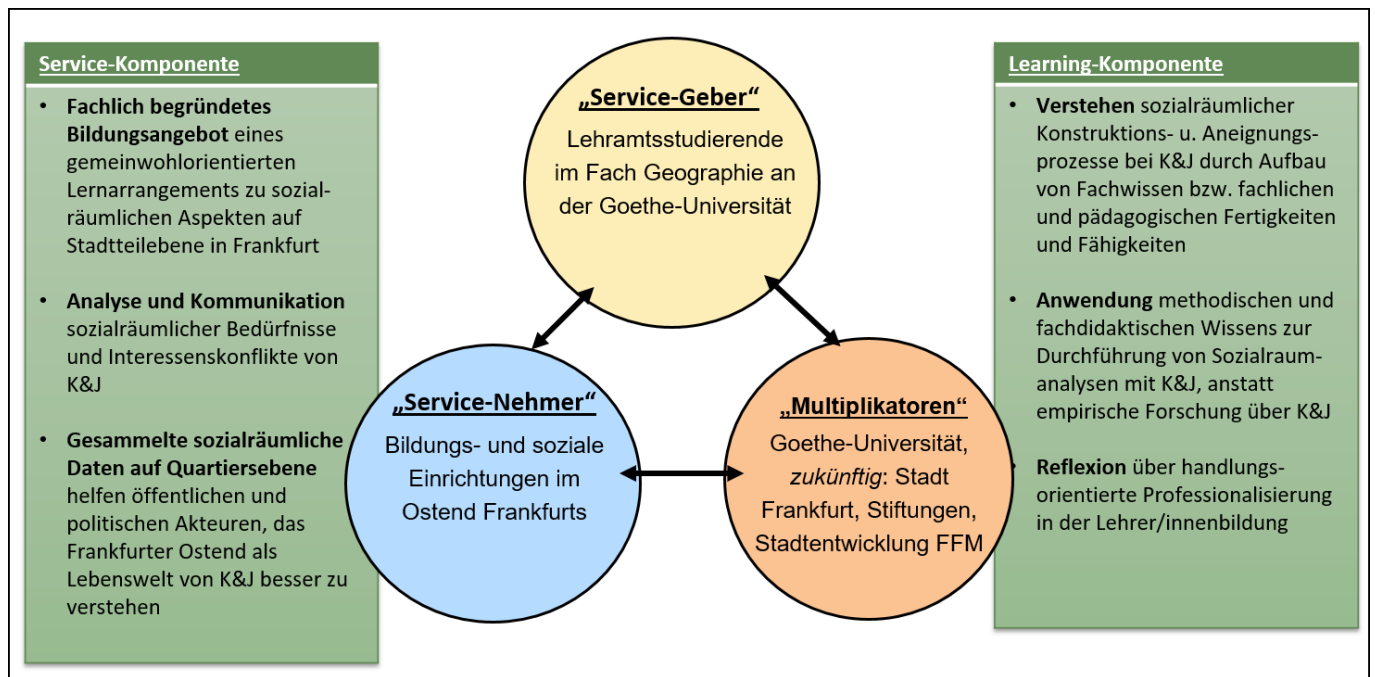 Service-Komponente
• Fachlich begründetes
Bildungsangebot eines
gemeinwohlorientierten
Lernarrangements zu sozial-
räumlichen Aspekten auf
Stadtteilebene in Frankfurt
• Analyse und Kommunikation
sozialräumlicher Bedürfnisse
und Interessenskonflikte von
K&J
• Gesammelte sozialräumliche
Daten auf Quartiersebene
helfen öffentlichen und
politischen Akteuren, das
Frankfurter Ostend als
Lebenswelt von K&J besser zu
verstehen
„Service-Geber“
Lehramtsstudierende
im Fach Geographie an
der Goethe-Universität
„Service-Nehmer“
Bildungs- und soziale
Einrichtungen im
Ostend Frankfurts
„Multiplikatoren“
Goethe-Universität,
zukünftig: Stadt
Frankfurt, Stiftungen,
Stadtentwicklung FFM
Learning-Komponente
• Verstehen sozialräumlicher
Konstruktions- u. Aneignungs-
prozesse bei K&J durch Aufbau
von Fachwissen bzw. fachlichen
und pädagogischen Fertigkeiten
und Fähigkeiten
• Anwendung methodischen und
fachdidaktischen Wissens zur
Durchführung von Sozialraum-
analysen mit K&J, anstatt
empirische Forschung über K&J
• Reflexion über handlungs-
orientierte Professionalisierung
in der Lehrer/innenbildung